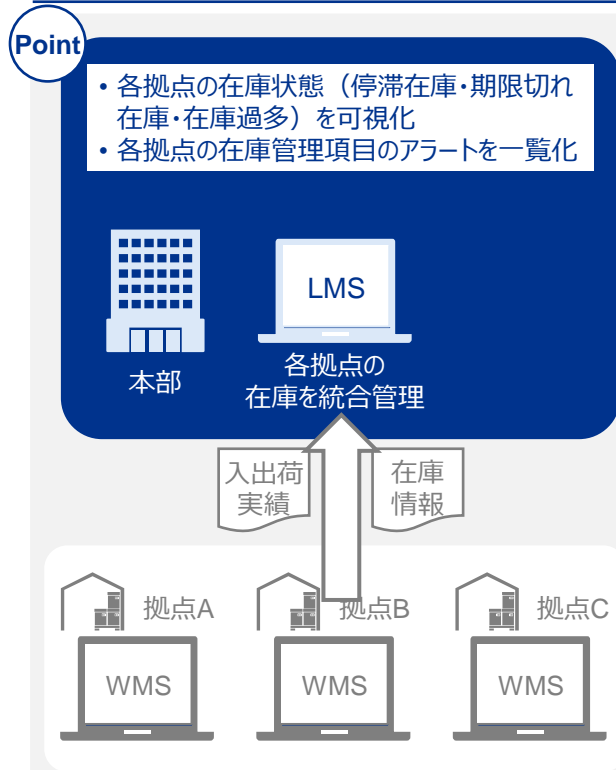 Point
• 各拠点の在庫状態（停滞在庫・期限切れ
在庫・在庫過多）を可視化
• 各拠点の在庫管理項目のアラートを一覧化
LMS
本部
各拠点の
在庫を統合管理
入出荷
実績
在庫
情報
拠点A
拠点B
拠点C
WMS
WMS
WMS